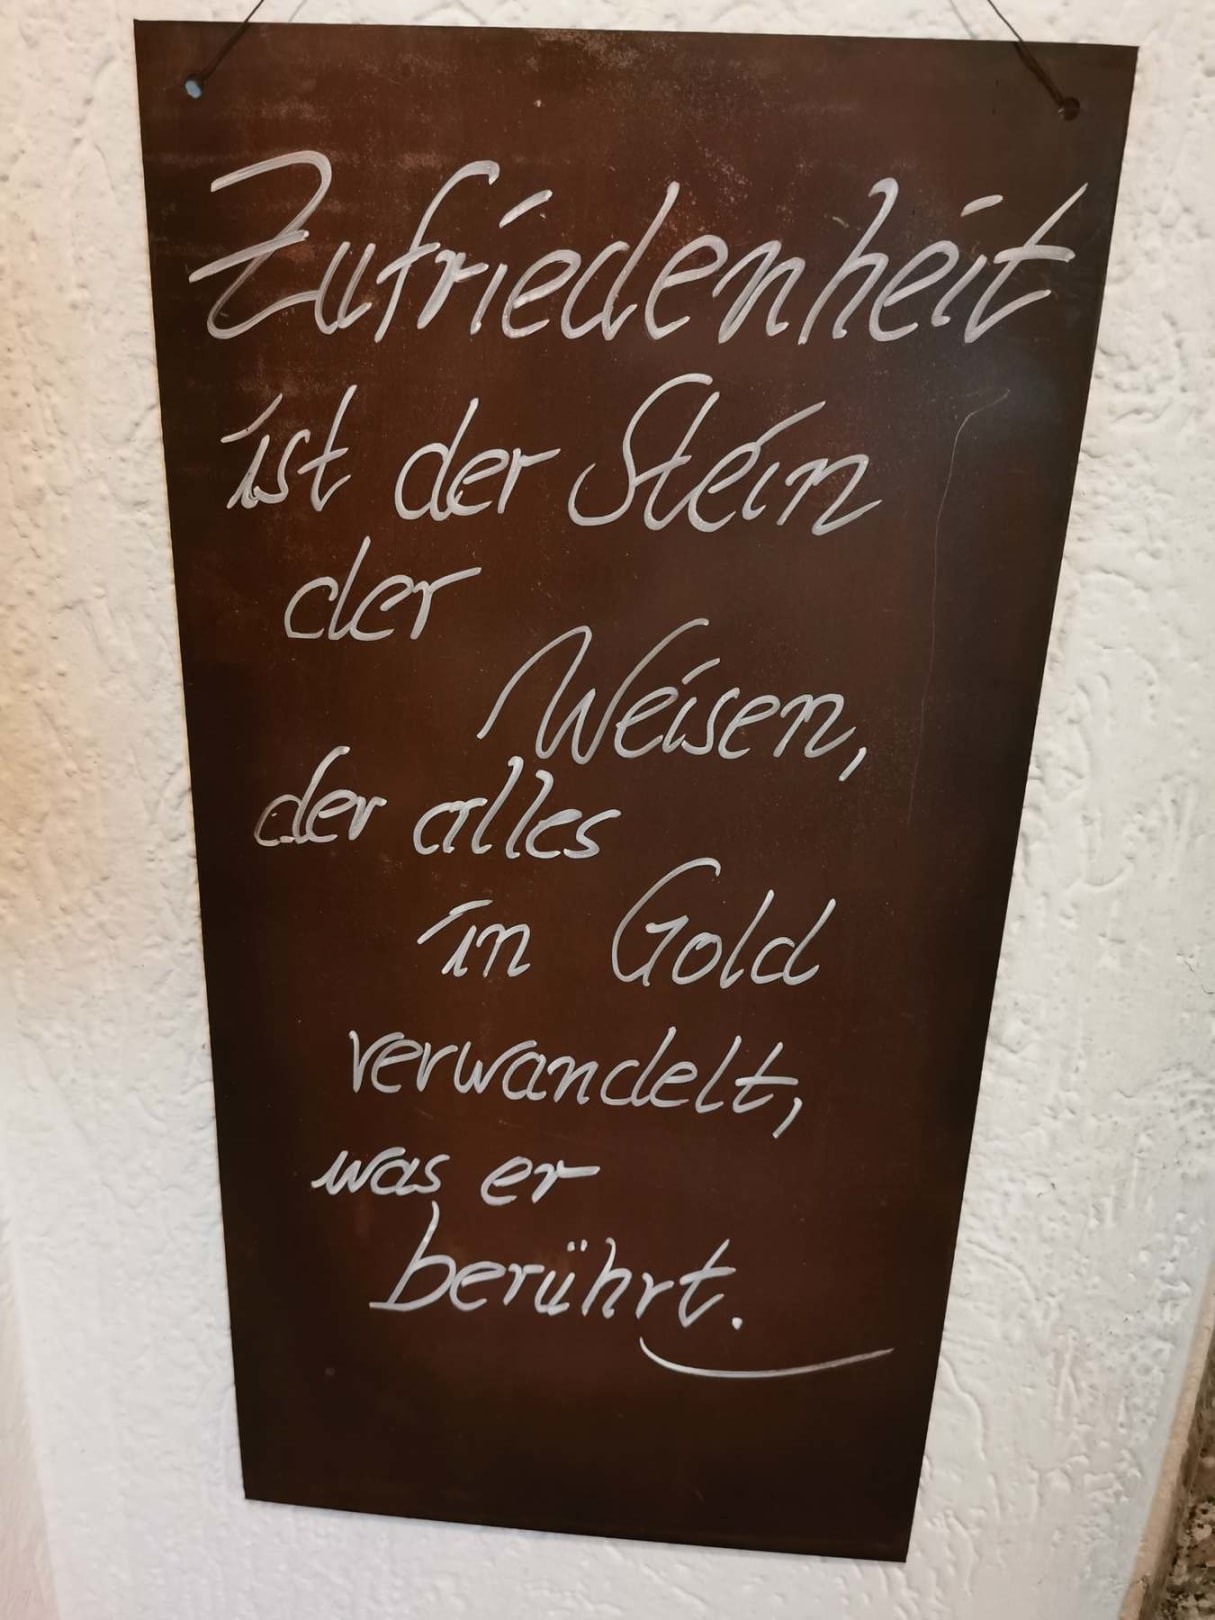 Zufriedenheit
ist der Stein
der
Weisen,
der alles
in Gold
verwandelt,
was er
berührt.